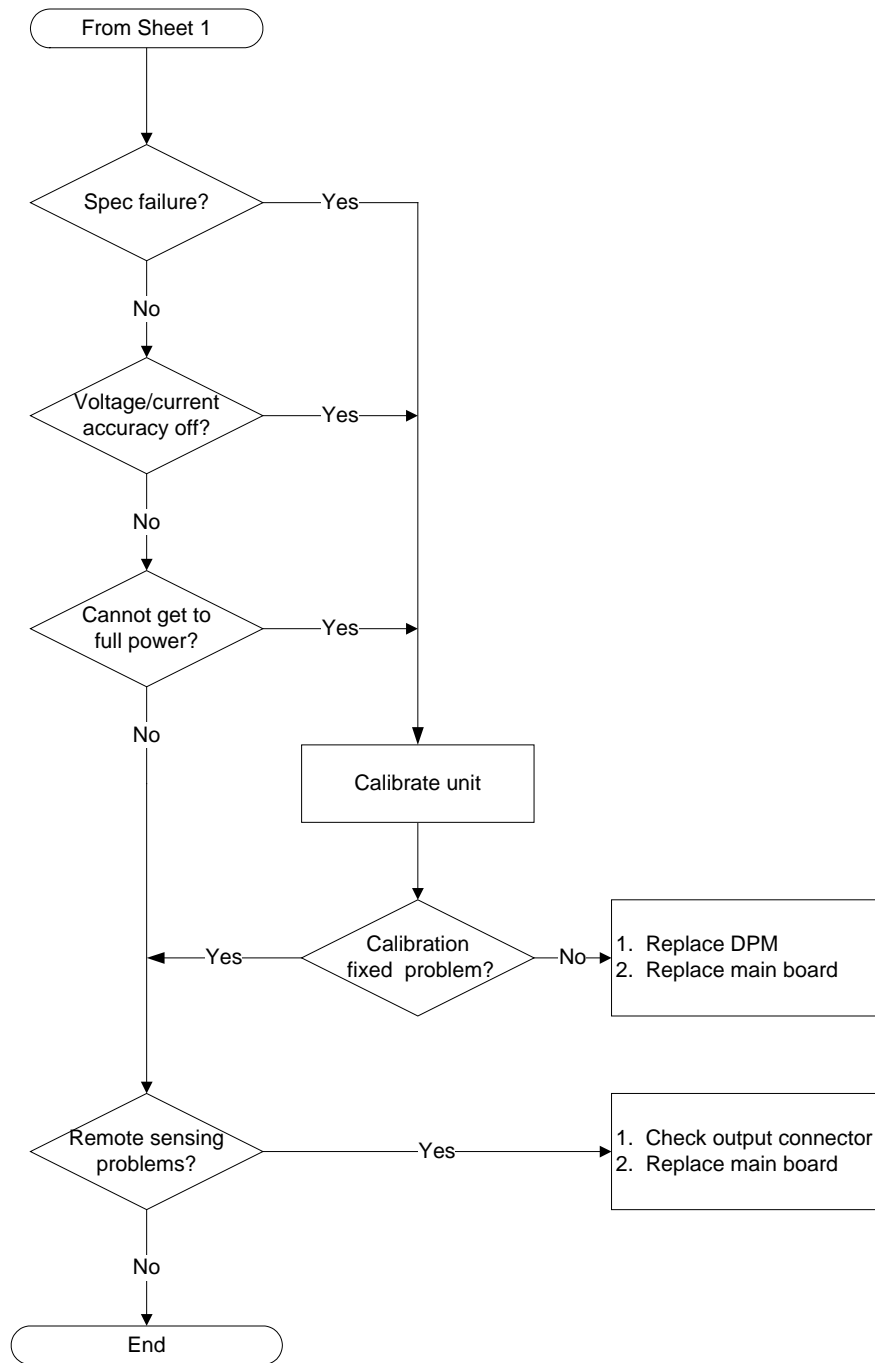 From Sheet 1
Spec failure?
Yes
No
Voltage/current
accuracy off?
Yes
No
Cannot get to
full power?
Yes
No
Calibrate unit
Calibration
fixed problem?
Yes
No
1. Replace DPM
2. Replace main board
Remote sensing
problems?
Yes
1. Check output connector
2. Replace main board
No
End